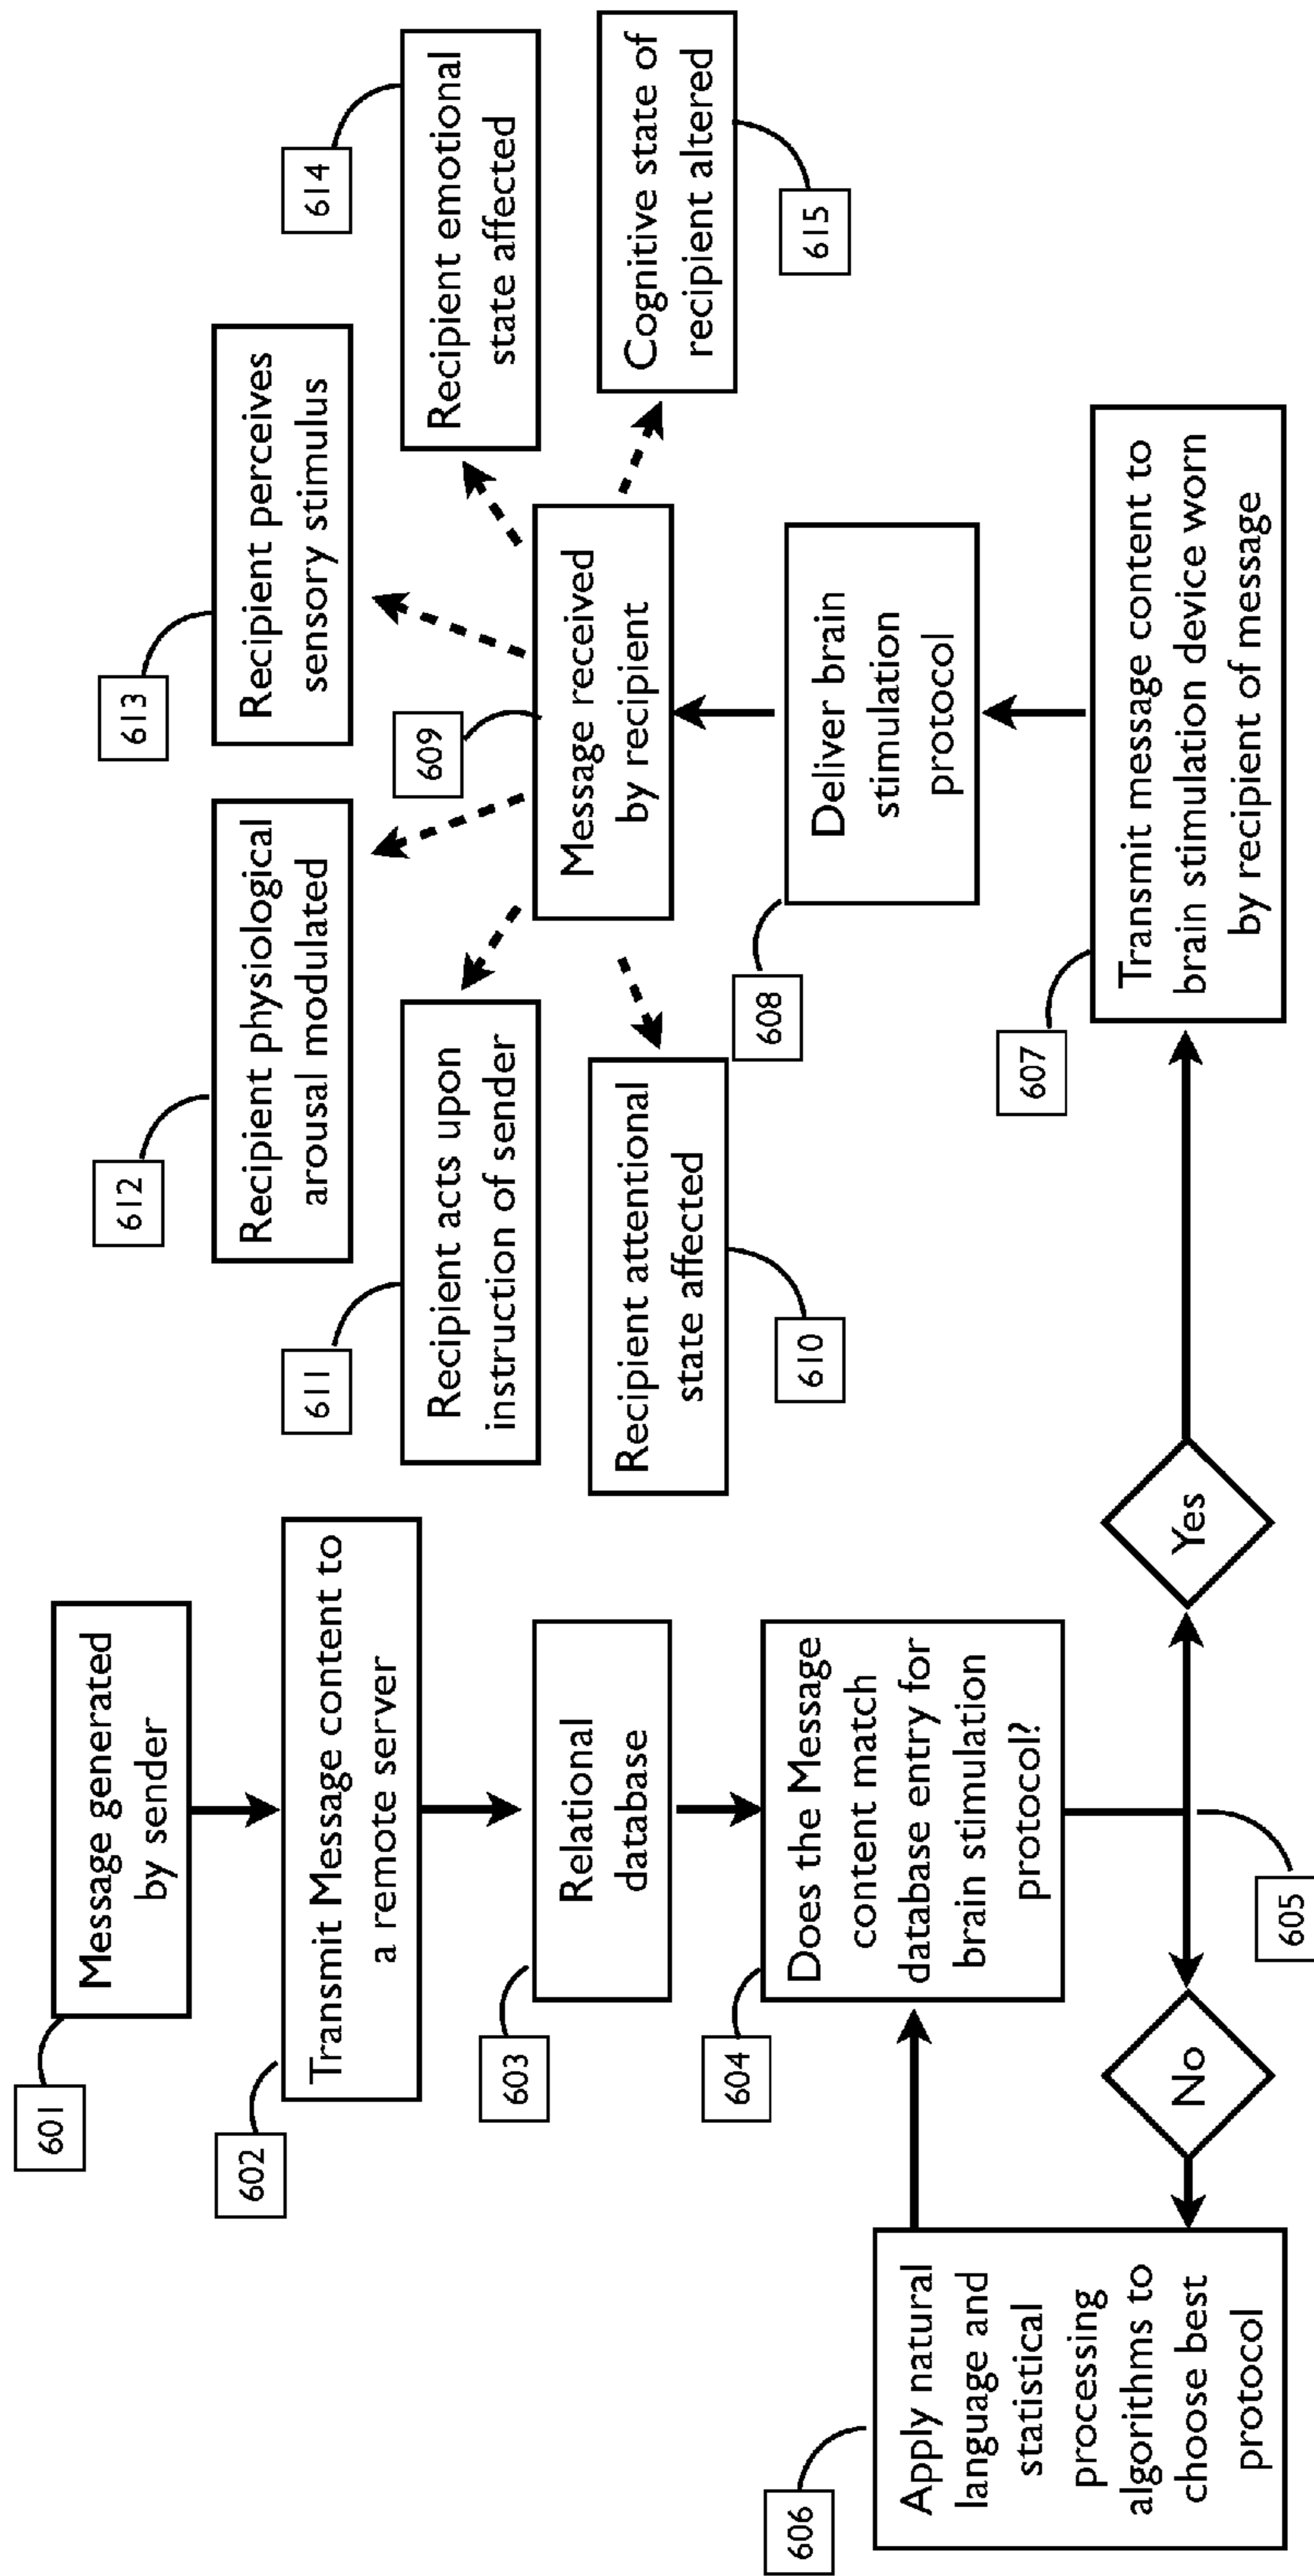 601
Message generated
by sender
602
Transmit Message content to
a remote server
603
Relational
database
604
Does the Message
content match
database entry for
brain stimulation
protocol?
605
No
Yes
606
Apply natural
language and
statistical
processing
algorithms to
choose best
protocol
607
Transmit message content to
brain stimulation device worn
by recipient of message
608
Deliver brain
stimulation
protocol
609
Message received
by recipient
610
Recipient attentional
state affected
611
Recipient acts upon
instruction of sender
612
Recipient physiological
arousal modulated
613
Recipient perceives
sensory stimulus
614
Recipient emotional
state affected
615
Cognitive state of
recipient altered